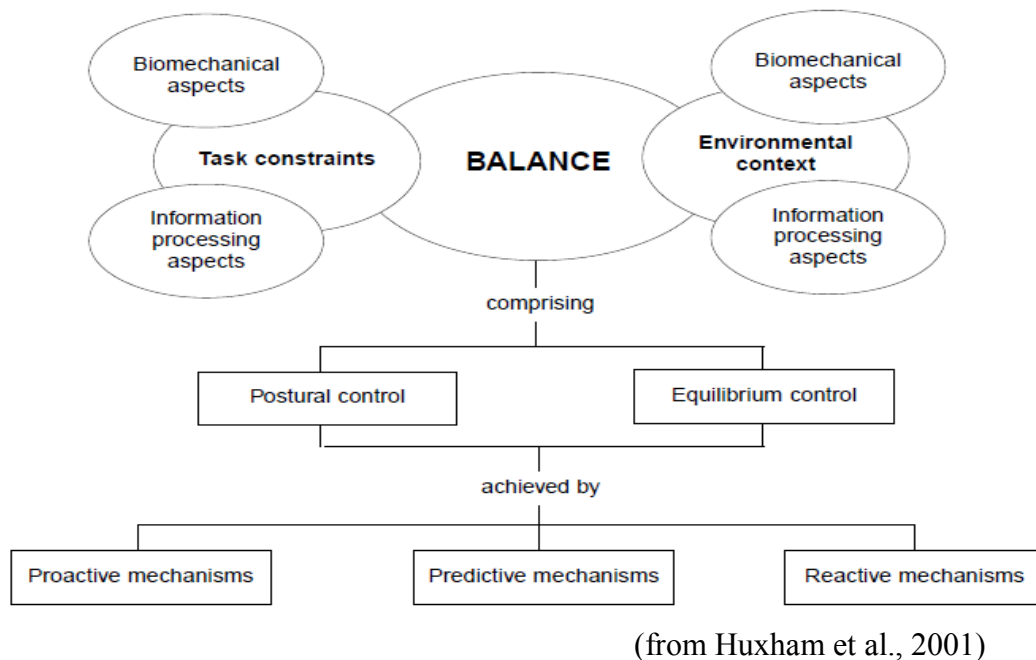 Biomechanical
aspects
Task constraints
Information
processing
aspects
BALANCE
Biomechanical
aspects
Environmental
context
Information
processing
aspects
comprising
Postural control
Equilibrium control
achieved by
Proactive mechanisms
Predictive mechanisms
Reactive mechanisms
(from Huxham et al., 2001)